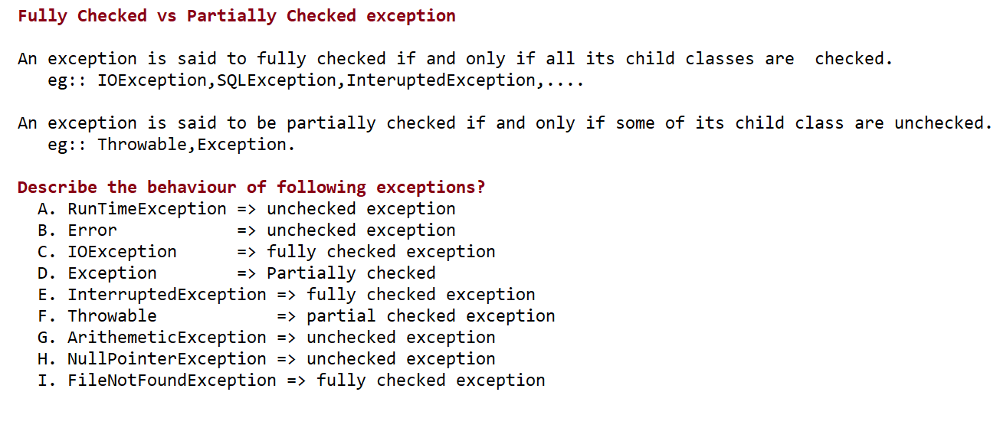 Fully Checked vs Partially Checked exception
An exception is said to fully checked if and only if all its child classes are  checked.
eg:: IOException,SQLException,InteruptedException,....
An exception is said to be partially checked if and only if some of its child class are unchecked.
eg:: Throwable,Exception.
Describe the behaviour of following exceptions?
A. RunTimeException => unchecked exception
B. Error            => unchecked exception
C. IOException      => fully checked exception
D. Exception        => Partially checked
E. InterruptedException => fully checked exception
F. Throwable            => partial checked exception
G. ArithemeticException => unchecked exception
H. NullPointerException => unchecked exception
I. FileNotFoundException => fully checked exception